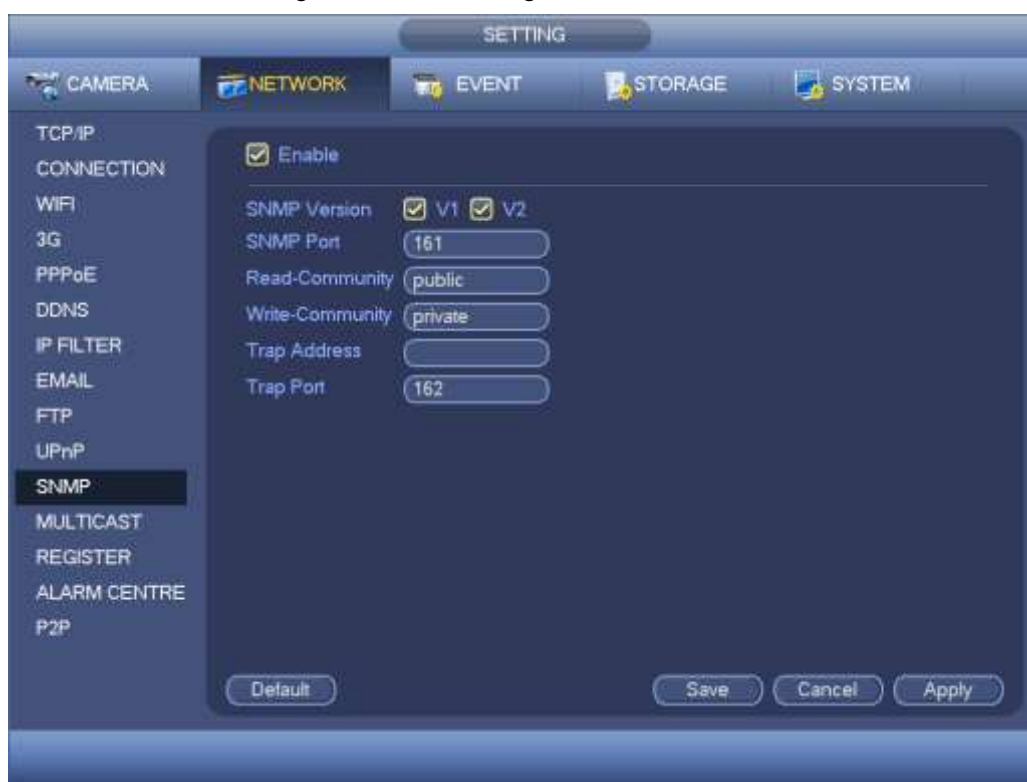 SETTING
CAMERA NETWORK EVENT STORAGE SYSTEM
TCP/IP
CONNECTION
WIFI
3G
PPPoE
DDNS
IP FILTER
EMAIL
FTP
UPnP
SNMP
MULTICAST
REGISTER
ALARM CENTRE
P2P
Enable
SNMP Version V1 V2
SNMP Port 161
Read-Community public
Write-Community private
Trap Address
Trap Port 162
Default Save Cancel Apply